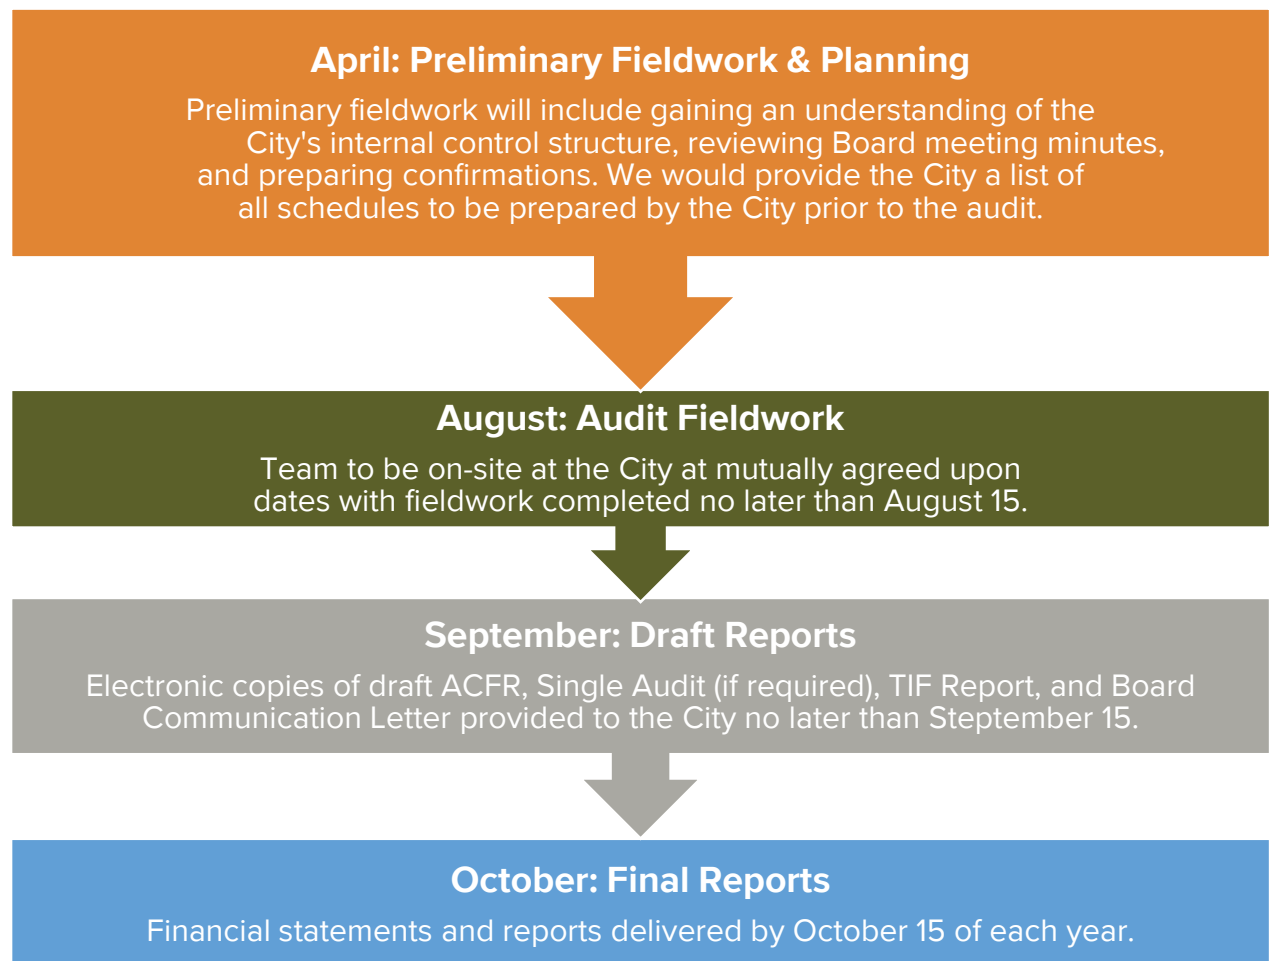 April: Preliminary Fieldwork & Planning
Preliminary fieldwork will include gaining an understanding of the
City's internal control structure, reviewing Board meeting minutes,
and preparing confirmations. We would provide the City a list of
all schedules to be prepared by the City prior to the audit.
August: Audit Fieldwork
Team to be on-site at the City at mutually agreed upon
dates with fieldwork completed no later than August 15.
September: Draft Reports
Electronic copies of draft ACFR, Single Audit (if required), TIF Report, and Board
Communication Letter provided to the City no later than Steptember 15.
October: Final Reports
Financial statements and reports delivered by October 15 of each year.